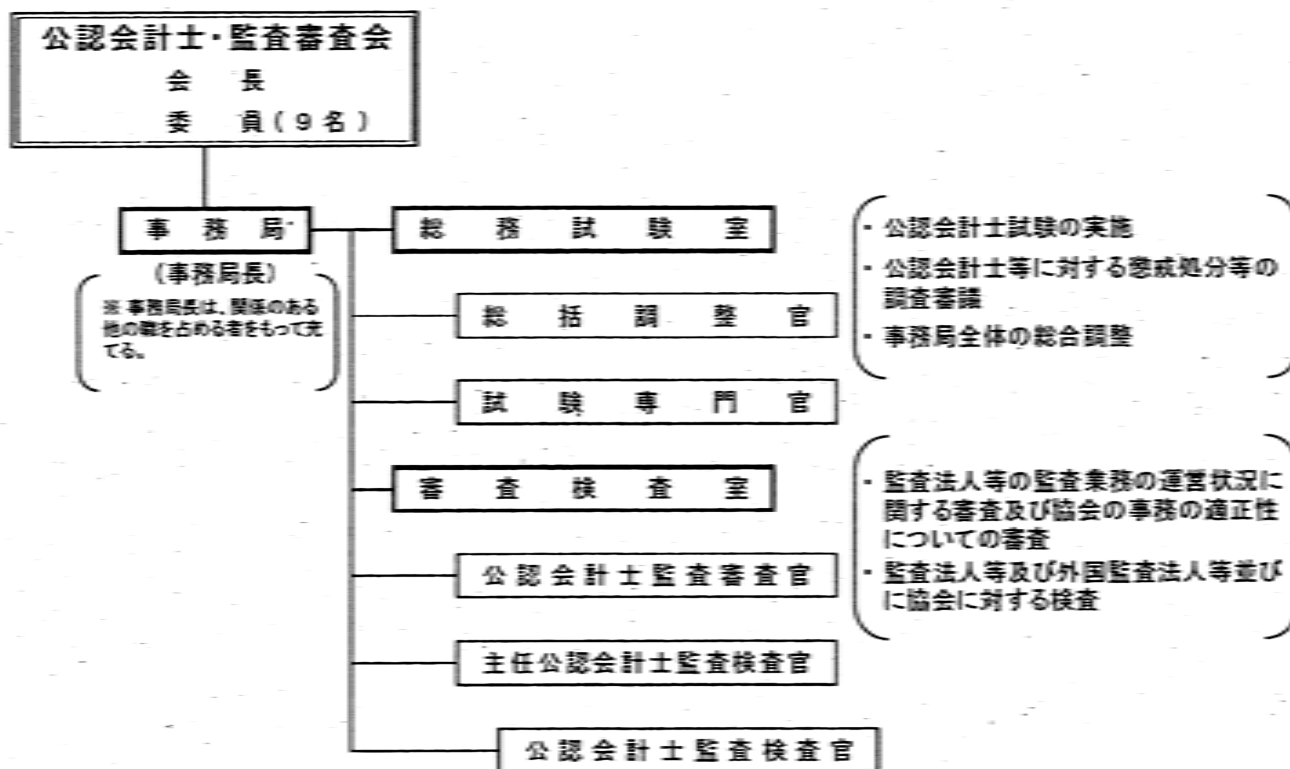 公認会計士・監査審査会
会長
委員(9名)
事務局
(事務局長)
※ 事務局長は、関係のある
他の職を占める者をもって充
てる。
総務試験室
総括調整官
試験専門官
・ 公認会計士試験の実施
・ 公認会計士等に対する懲戒処分等の
調査審議
・ 事務局全体の総合調整
審査検査室
公認会計士監査審査官
主任公認会計士監査検査官
公認会計士監査検査官
・ 監査法人等の監査業務の運営状況に
関する審査及び協会の事務の適正性
についての審査
・ 監査法人等及び外国監査法人等並び
に協会に対する検査